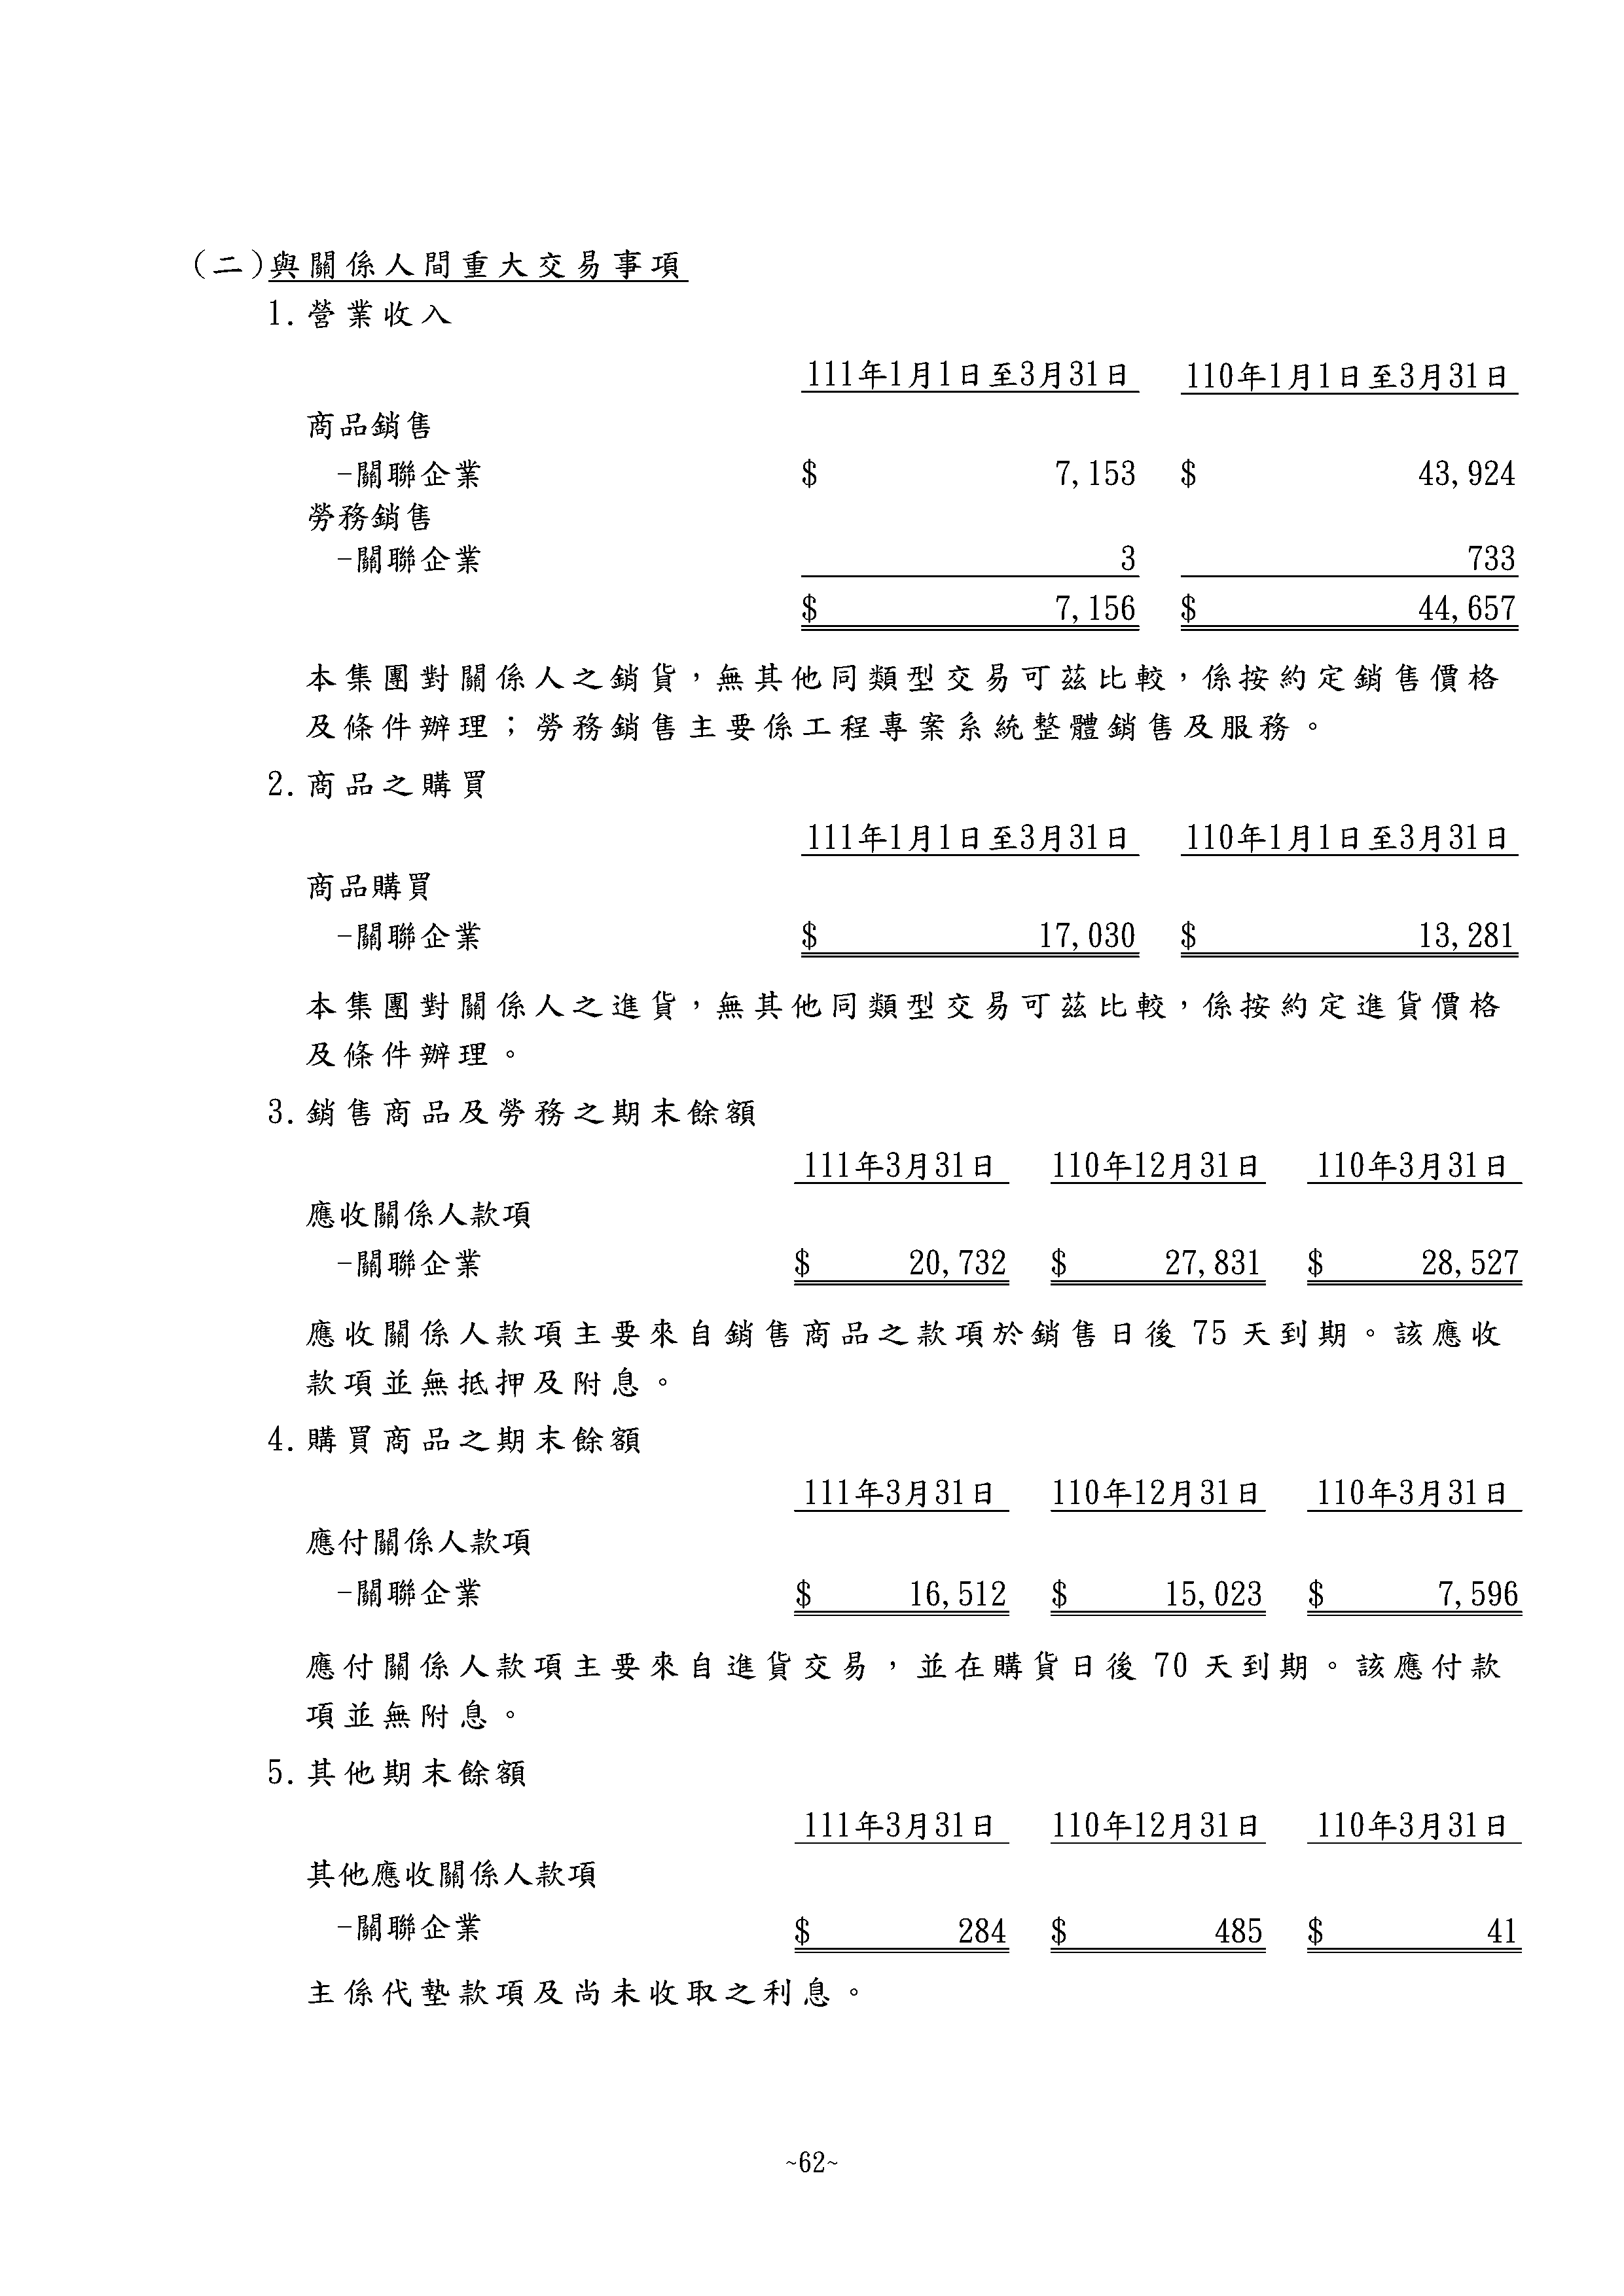 (二)與關係人間重大交易事項
1.營業收入
111年1月1日至3月31日 110年1月1日至3月31日
商品銷售
-關聯企業 $ 7,153 $ 43,924
勞務銷售
-關聯企業 3 733
$ 7,156 $ 44,657
本集團對關係人之銷貨，無其他同類型交易可茲比較，係按約定銷售價格
及條件辦理；勞務銷售主要係工程專案系統整體銷售及服務。
2.商品之購買
111年1月1日至3月31日 110年1月1日至3月31日
商品購買
-關聯企業 $ 17,030 $ 13,281
本集團對關係人之進貨，無其他同類型交易可茲比較，係按約定進貨價格
及條件辦理。
3.銷售商品及勞務之期末餘額
111年3月31日 110年12月31日 110年3月31日
應收關係人款項
-關聯企業 $ 20,732 $ 27,831 $ 28,527
應收關係人款項主要來自銷售商品之款項於銷售日後 75 天到期。該應收
款項並無抵押及附息。
4.購買商品之期末餘額
111年3月31日 110年12月31日 110年3月31日
應付關係人款項
-關聯企業 $ 16,512 $ 15,023 $ 7,596
應付關係人款項主要來自進貨交易，並在購貨日後 70 天到期。該應付款
項並無附息。
5.其他期末餘額
111年3月31日 110年12月31日 110年3月31日
其他應收關係人款項
-關聯企業 $ 284 $ 485 $ 41
主係代墊款項及尚未收取之利息。
~62~